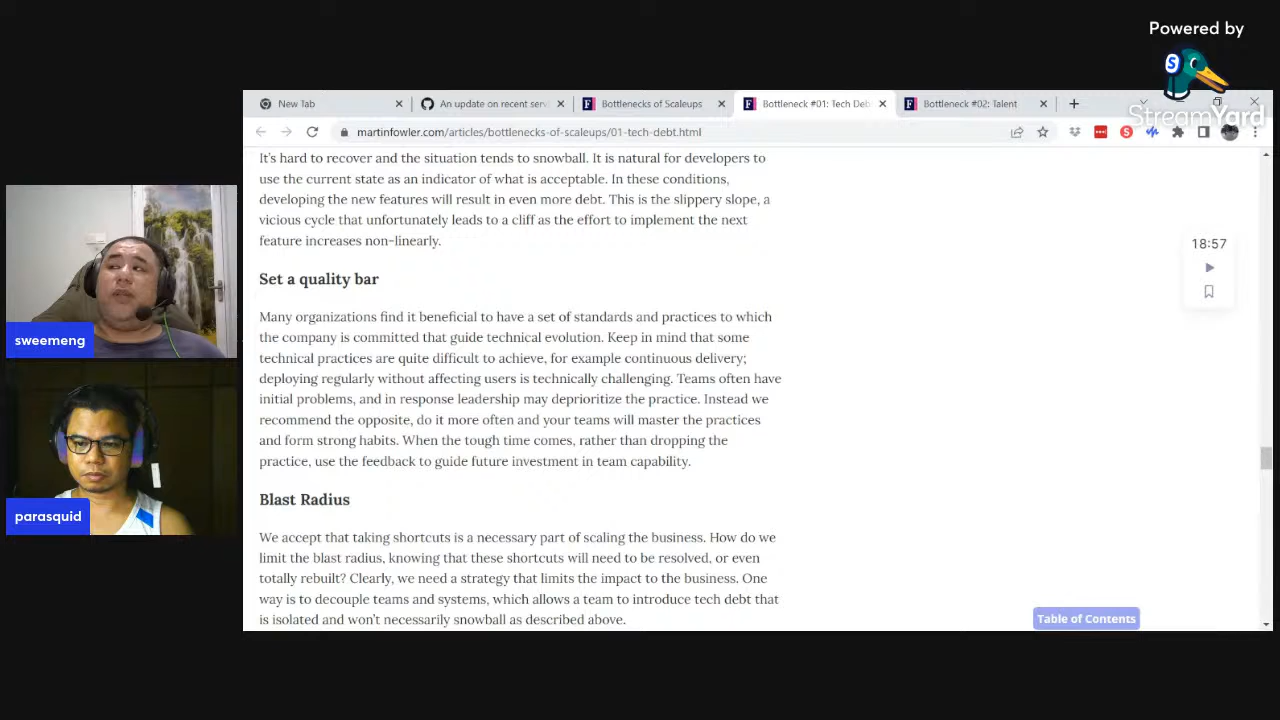 Powered by
S
StreamYard
New Tab
An update on recent serv
Bottlenecks of Scaleups
Bottleneck #01: Tech Deb
Bottleneck #02: Talent
martinfowler.com/articles/bottlenecks-of-scaleups/01-tech-debt.html
It's hard to recover and the situation tends to snowball. It is natural for developers to
use the current state as an indicator of what is acceptable. In these conditions,
developing the new features will result in even more debt. This is the slippery slope, a
vicious cycle that unfortunately leads to a cliff as the effort to implement the next
feature increases non-linearly.
18:57
Set a quality bar
Many organizations find it beneficial to have a set of standards and practices to which
the company is committed that guide technical evolution. Keep in mind that some
technical practices are quite difficult to achieve, for example continuous delivery;
deploying regularly without affecting users is technically challenging. Teams often have
initial problems, and in response leadership may deprioritize the practice. Instead we
recommend the opposite, do it more often and your teams will master the practices
and form strong habits. When the tough time comes, rather than dropping the
practice, use the feedback to guide future investment in team capability.
Blast Radius
We accept that taking shortcuts is a necessary part of scaling the business. How do we
limit the blast radius, knowing that these shortcuts will need to be resolved, or even
totally rebuilt? Clearly, we need a strategy that limits the impact to the business. One
way is to decouple teams and systems, which allows a team to introduce tech debt that
is isolated and won't necessarily snowball as described above.
Table of Contents
sweemeng
parasquid